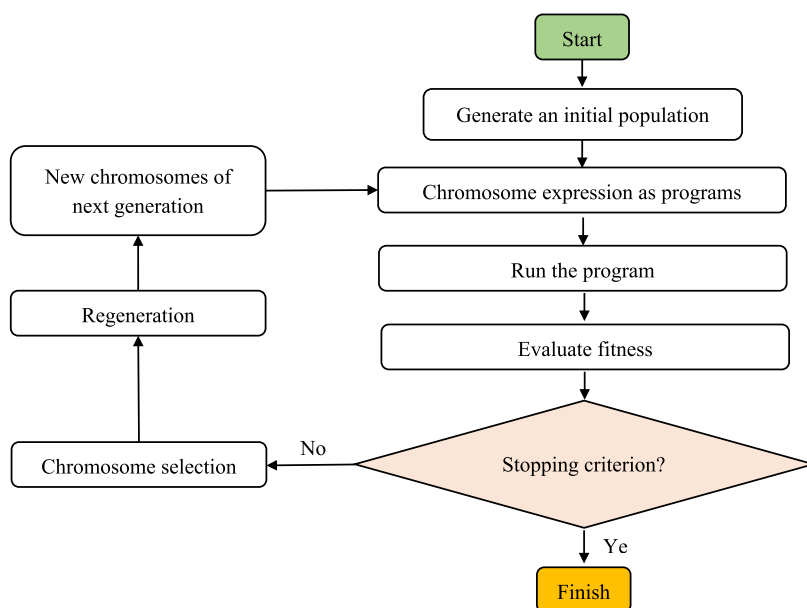 Start
Generate an initial population
New chromosomes of
next generation
Chromosome expression as programs
Run the program
Regeneration
Evaluate fitness
Chromosome selection
No
Stopping criterion?
Ye
Finish